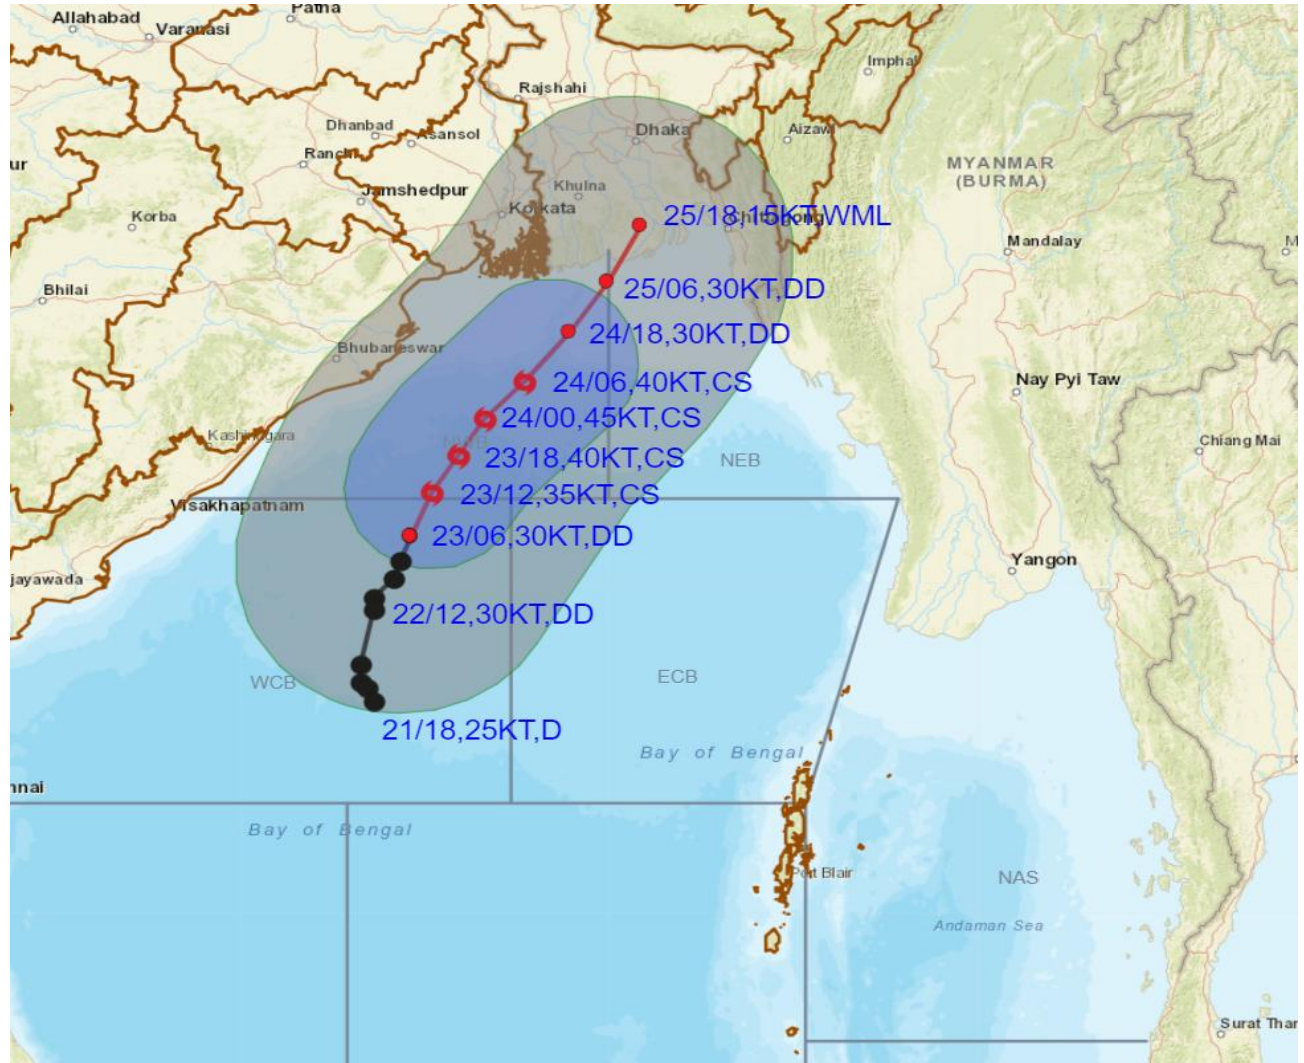 Patna
Allahabad
Varanasi
Imphal
Rajshahi
Dhanbad
Asansol
Dhaka
Aizawl
Ranchi
ur
MYANMAR
(BURMA)
Jamshedpur
Khulna
Kolkata
Korba
25/18,15KT,WML
Chittagong
Mandalay
M
Bhilai
25/06,30KT,DD
24/18,30KT,DD
Bhubaneswar
24/06,40KT,CS
Nay Pyi Taw
24/00,45KT,CS
Chiang Mai
23/18,40KT,CS
NEB
23/12,35KT,CS
Visakhapatnam
23/06,30KT,DD
Yangon
jayawada
22/12,30KT,DD
WCB
ECB
21/18,25KT,D
Bay of Bengal
nnai
Bay of Bengal
Port Blair
NAS
Andaman Sea
Surat Than